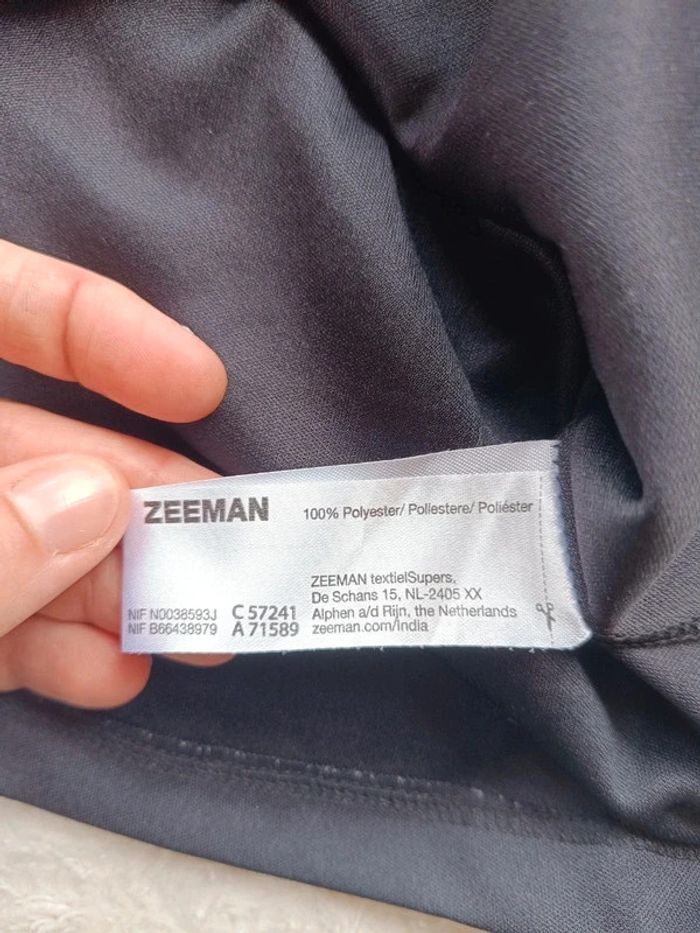 ZEEMAN
100% Polyester/ Poliestere/ Poliéster
ZEEMAN textielSupers,
De Schans 15, NL-2405 XX
NIF N0038593J C 57241 Alphen a/d Rijn, the Netherlands
NIF B66438979 A 71589 zeeman.com/India